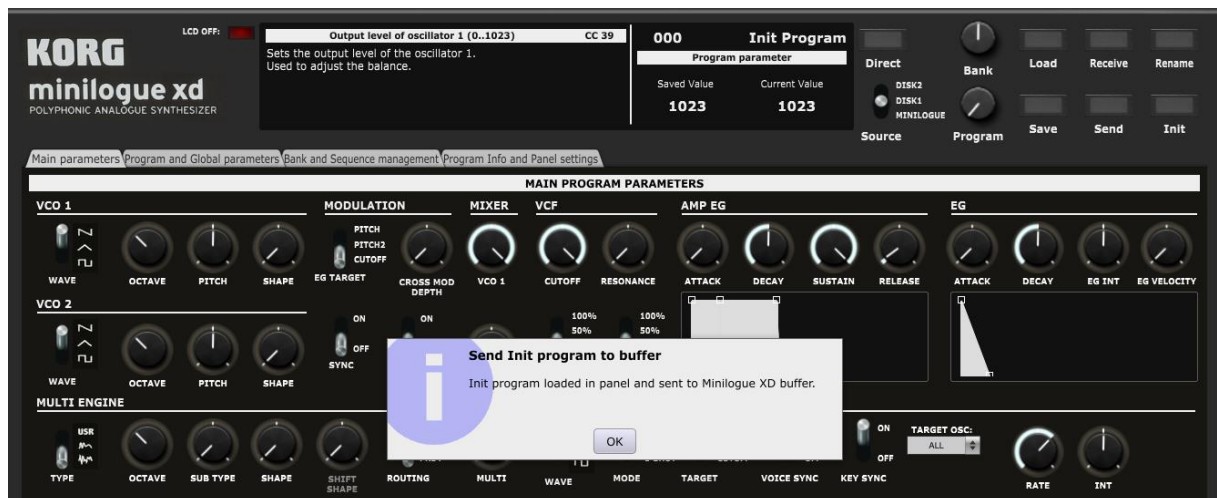 KORG
minilogue xd
POLYPHONIC ANALOGUE SYNTHESIZER
LCD OFF:
Output level of oscillator 1 (0..1023) CC 39
Sets the output level of the oscillator 1.
Used to adjust the balance.
000 Init Program
Program parameter
Saved Value Current Value
1023 1023
Direct
DISK2
DISK1
MINILOGUE
Source
Bank
Program
Load Receive Rename
Save Send Init
Main parameters Program and Global parameters Bank and Sequence management Program Info and Panel settings
MAIN PROGRAM PARAMETERS
VCO 1 MODULATION MIXER VCF AMP EG EG
PITCH
PITCH2
CUTOFF
WAVE OCTAVE PITCH SHAPE EG TARGET CROSS MOD DEPTH VCO 1 CUTOFF RESONANCE ATTACK DECAY SUSTAIN RELEASE ATTACK DECAY EG INT EG VELOCITY
VCO 2
ON ON 100% 100%
OFF 50% 50%
SYNC
WAVE OCTAVE PITCH SHAPE
Send Init program to buffer
Init program loaded in panel and sent to Minilogue XD buffer.
OK
MULTI ENGINE
USR
ON
OFF
TARGET OSC:
ALL
TYPE OCTAVE SUB TYPE SHAPE SHIFT SHAPE ROUTING MULTI WAVE MODE TARGET VOICE SYNC KEY SYNC RATE INT